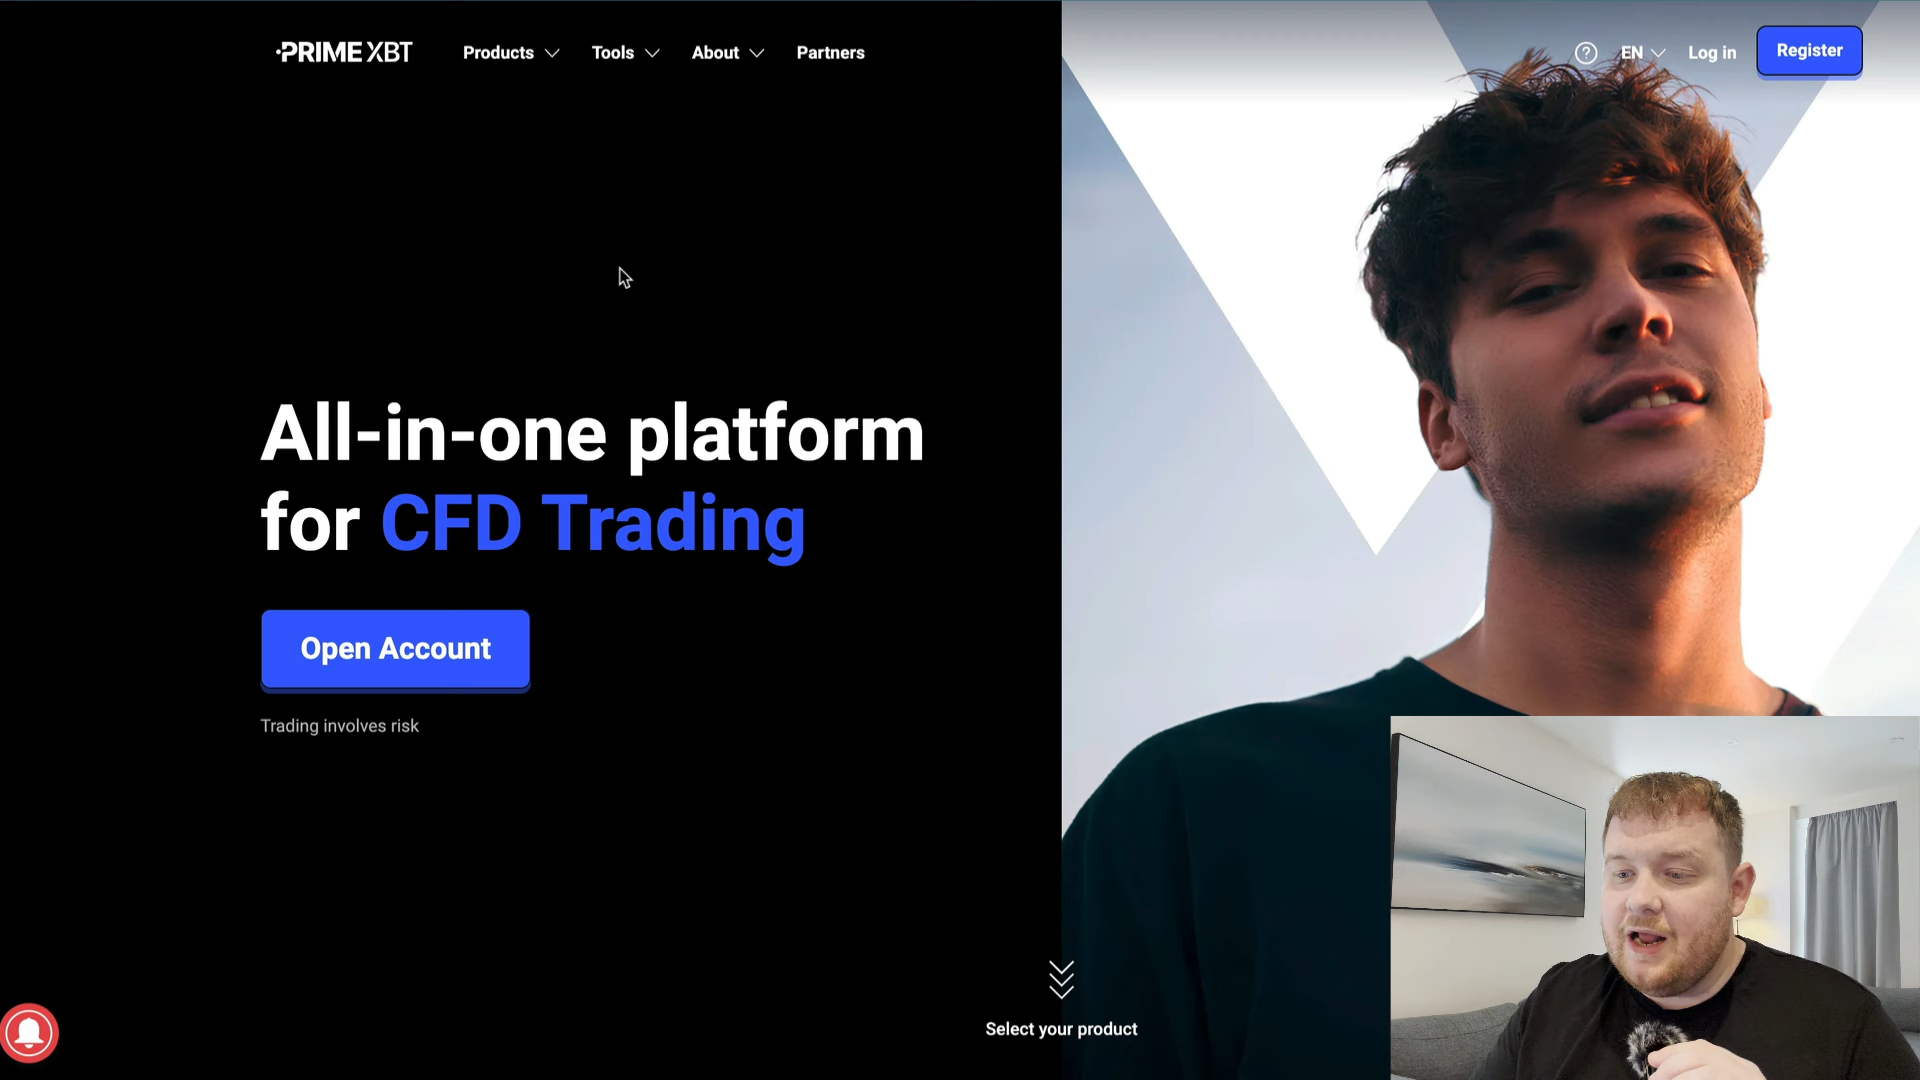 PRIME XBT
Products
Tools
About
Partners
EN
Log in
Register
All-in-one platform
for CFD Trading
Open Account
Trading involves risk
Select your product